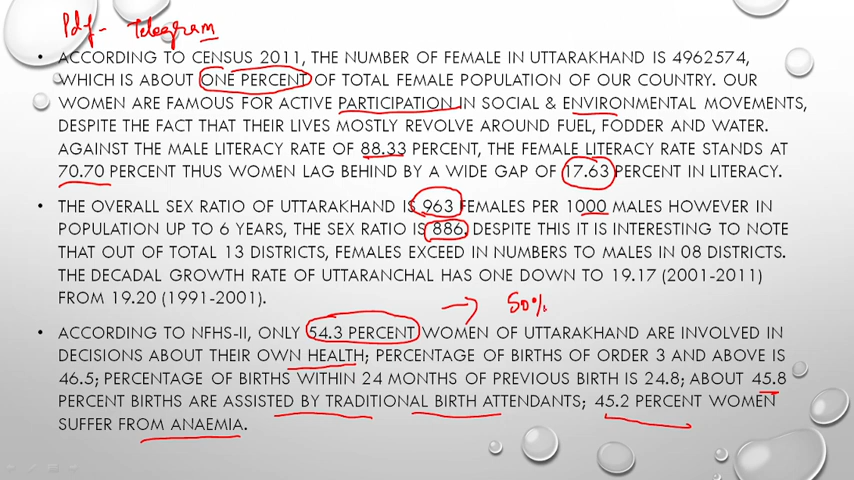 Pdf - Telegram
• ACCORDING TO CENSUS 2011, THE NUMBER OF FEMALE IN UTTARAKHAND IS 4962574,
WHICH IS ABOUT ONE PERCENT OF TOTAL FEMALE POPULATION OF OUR COUNTRY. OUR
WOMEN ARE FAMOUS FOR ACTIVE PARTICIPATION IN SOCIAL & ENVIRONMENTAL MOVEMENTS,
DESPITE THE FACT THAT THEIR LIVES MOSTLY REVOLVE AROUND FUEL, FODDER AND WATER.
AGAINST THE MALE LITERACY RATE OF 88.33 PERCENT, THE FEMALE LITERACY RATE STANDS AT
70.70 PERCENT THUS WOMEN LAG BEHIND BY A WIDE GAP OF 17.63 PERCENT IN LITERACY.
• THE OVERALL SEX RATIO OF UTTARAKHAND IS 963 FEMALES PER 1000 MALES HOWEVER IN
POPULATION UP TO 6 YEARS, THE SEX RATIO IS 886. DESPITE THIS IT IS INTERESTING TO NOTE
THAT OUT OF TOTAL 13 DISTRICTS, FEMALES EXCEED IN NUMBERS TO MALES IN 08 DISTRICTS.
THE DECADAL GROWTH RATE OF UTTARANCHAL HAS ONE DOWN TO 19.17 (2001-2011)
FROM 19.20 (1991-2001).
50%
• ACCORDING TO NFHS-II, ONLY 54.3 PERCENT WOMEN OF UTTARAKHAND ARE INVOLVED IN
DECISIONS ABOUT THEIR OWN HEALTH; PERCENTAGE OF BIRTHS OF ORDER 3 AND ABOVE IS
46.5; PERCENTAGE OF BIRTHS WITHIN 24 MONTHS OF PREVIOUS BIRTH IS 24.8; ABOUT 45.8
PERCENT BIRTHS ARE ASSISTED BY TRADITIONAL BIRTH ATTENDANTS; 45.2 PERCENT WOMEN
SUFFER FROM ANAEMIA.